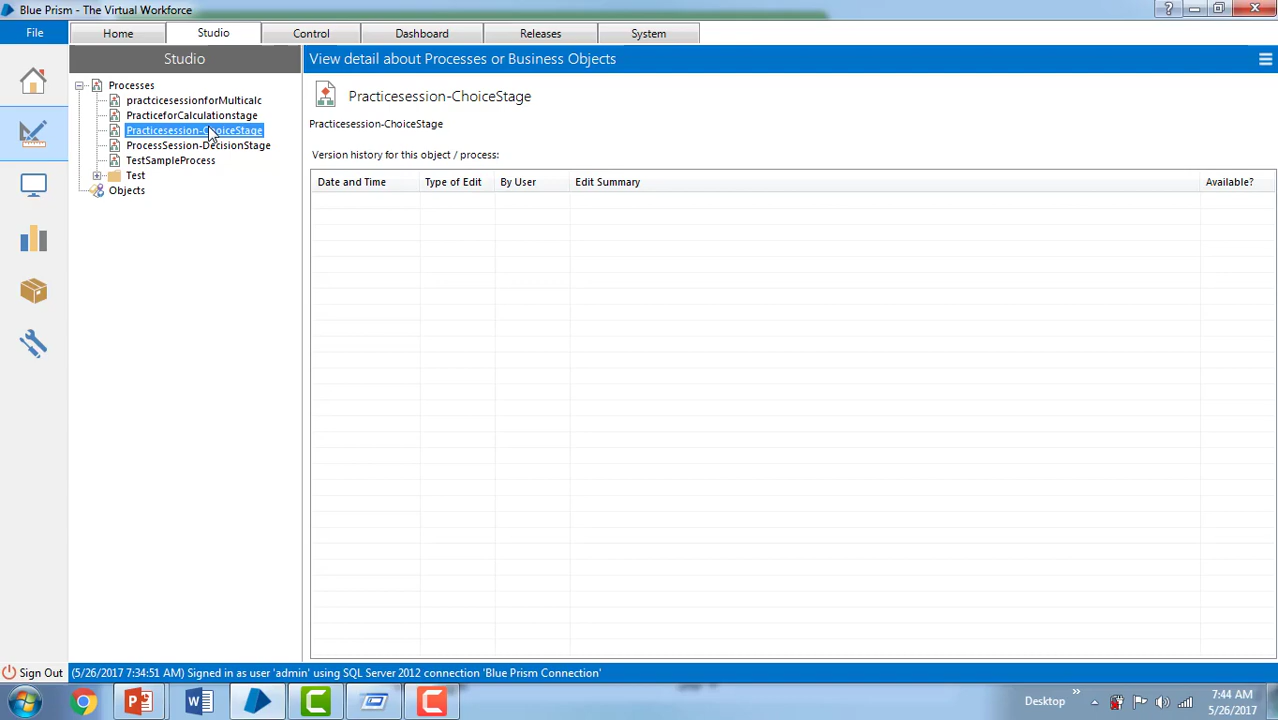 Blue Prism - The Virtual Workforce
?
File
Home
Studio
Control
Dashboard
Releases
System
Studio
View detail about Processes or Business Objects
Processes
practcicesessionforMulticalc
PracticeforCalculationstage
Practicesession-ChoiceStage
ProcessSession-DecisionStage
TestSampleProcess
Test
Objects
Practicesession-ChoiceStage
Practicesession-ChoiceStage
Version history for this object / process:
Date and Time
Type of Edit
By User
Edit Summary
Available?
Sign Out
(5/26/2017 7:34:51 AM) Signed in as user 'admin' using SQL Server 2012 connection 'Blue Prism Connection'
Desktop
7:44 AM
5/26/2017